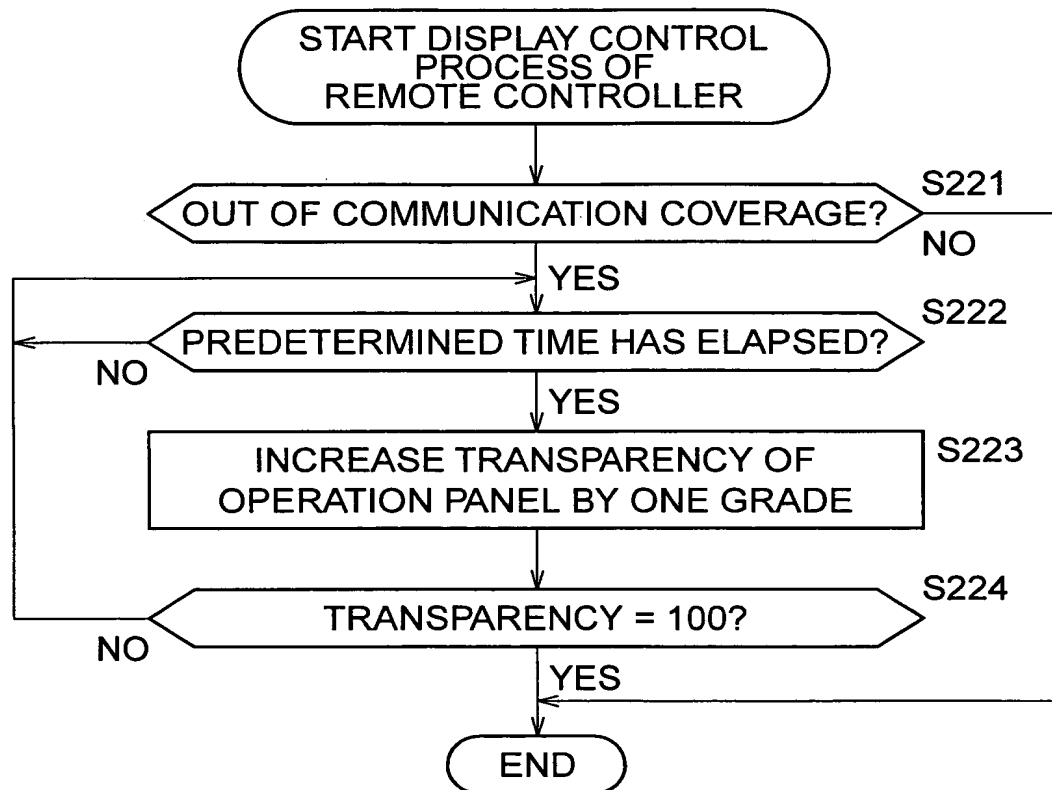 START DISPLAY CONTROL
PROCESS OF
REMOTE CONTROLLER
S221
OUT OF COMMUNICATION COVERAGE?
NO
YES
S222
PREDETERMINED TIME HAS ELAPSED?
NO
YES
S223
INCREASE TRANSPARENCY OF
OPERATION PANEL BY ONE GRADE
S224
TRANSPARENCY = 100?
NO
YES
END